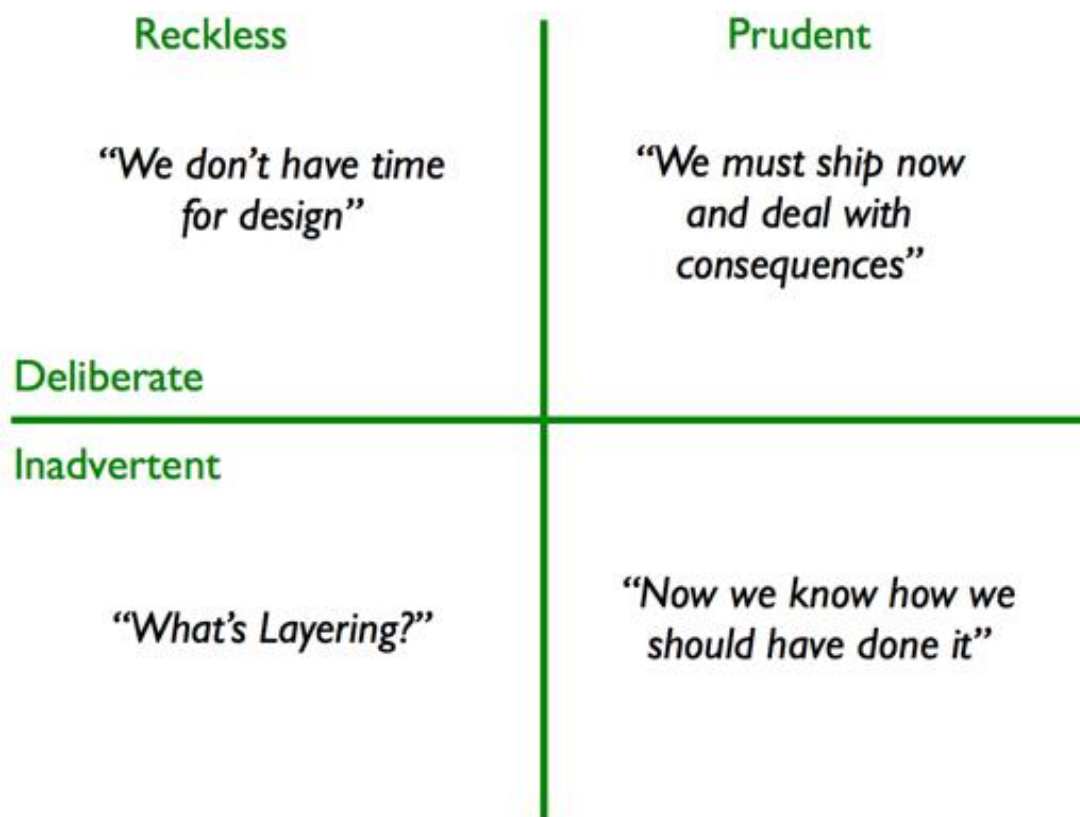 Reckless
Prudent
“We don’t have time
for design”
“We must ship now
and deal with
consequences”
Deliberate
Inadvertent
“What’s Layering?”
“Now we know how we
should have done it”